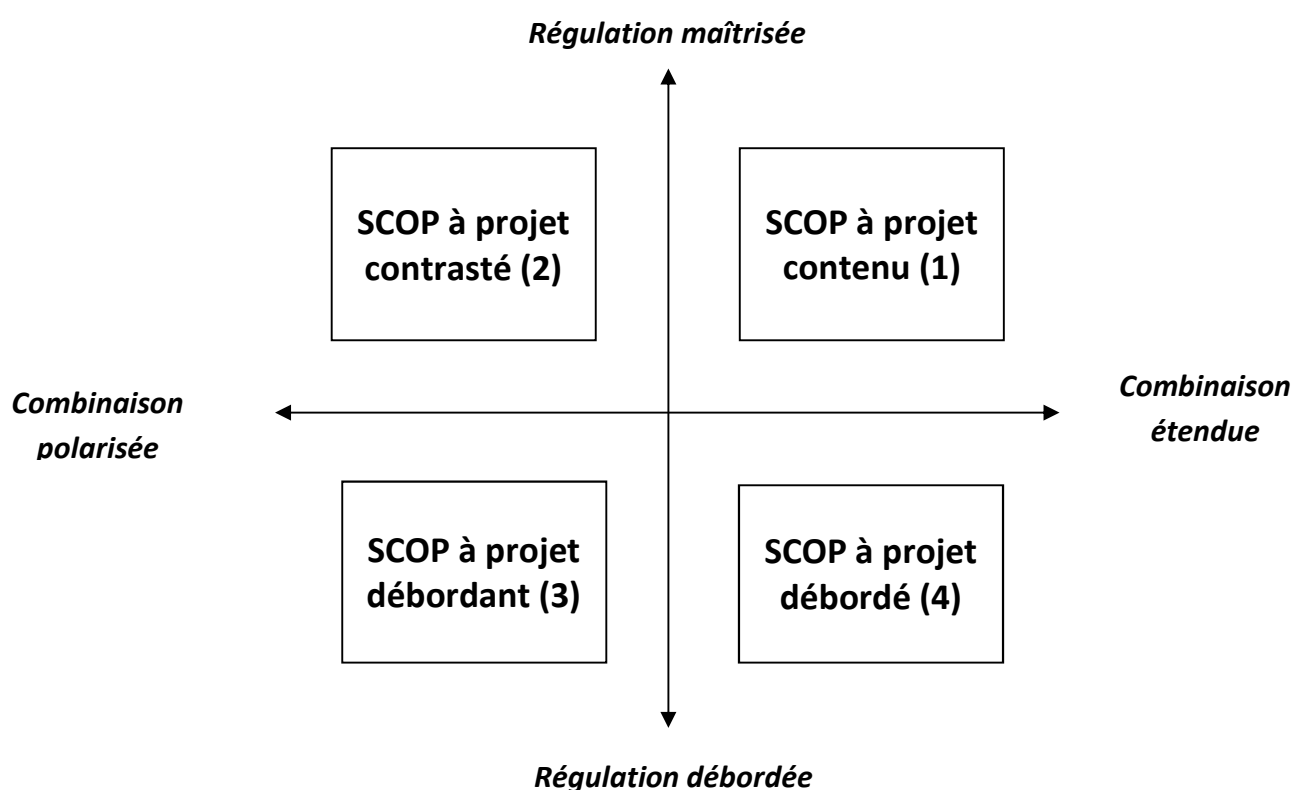 Régulation maîtrisée
SCOP à projet
contrasté (2)
SCOP à projet
contenu (1)
Combinaison
polarisée
Combinaison
étendue
SCOP à projet
débordant (3)
SCOP à projet
débordé (4)
Régulation débordée